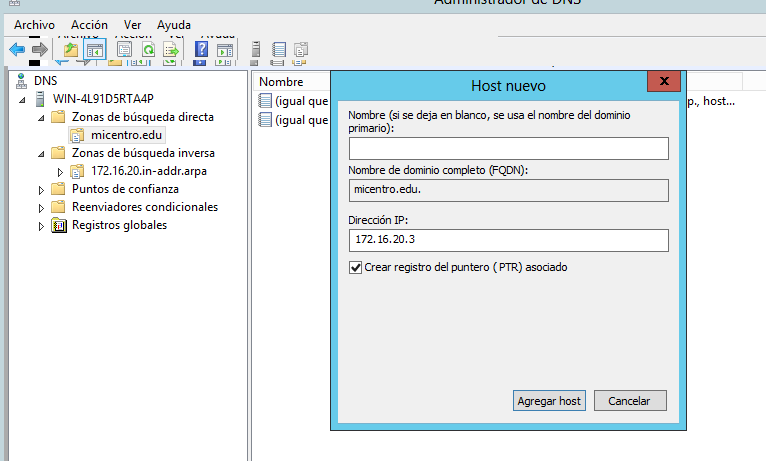 Administrador de DNS
Archivo Acción Ver Ayuda
DNS
WIN-4L91D5RTA4P
Zonas de búsqueda directa
micentro.edu
Zonas de búsqueda inversa
172.16.20.in-addr.arpa
Puntos de confianza
Reenviadores condicionales
Registros globales
Nombre
(igual que
p., host...
(igual que
Host nuevo
Nombre (si se deja en blanco, se usa el nombre del dominio
primario):
Nombre de dominio completo (FQDN):
micentro.edu.
Dirección IP:
172.16.20.3
Crear registro del puntero (PTR) asociado
Agregar host Cancelar